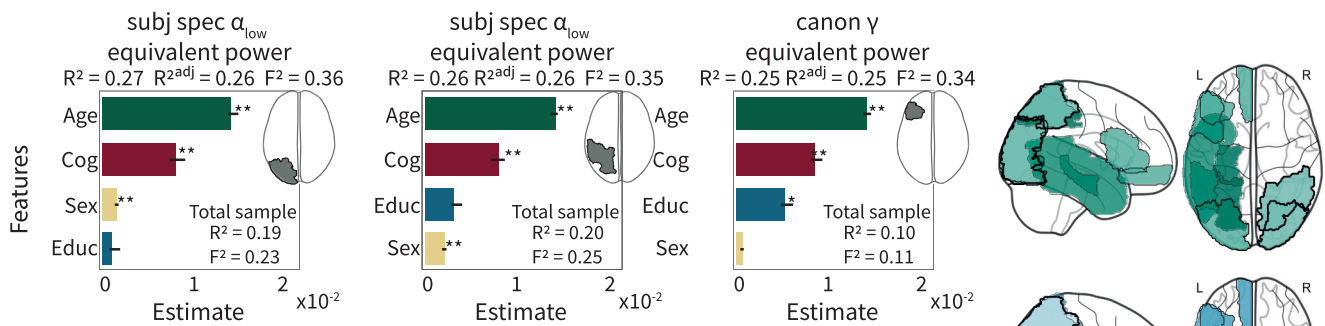 subj spec αlow
equivalent power
R² = 0.27 R²adj = 0.26 F² = 0.36
Features
Age
**
Cog
**
Sex
**
Educ
Total sample
R² = 0.19
F² = 0.23
0 1 2
x10-2
Estimate
subj spec αlow
equivalent power
R² = 0.26 R²adj = 0.26 F² = 0.35
Age
**
Cog
**
Educ
Sex
**
Total sample
R² = 0.20
F² = 0.25
0 1 2
x10-2
Estimate
canon γ
equivalent power
R² = 0.25 R²adj = 0.25 F² = 0.34
Age
**
Cog
**
Educ
*
Sex
Total sample
R² = 0.10
F² = 0.11
0 1 2
x10-2
Estimate
L R
L R